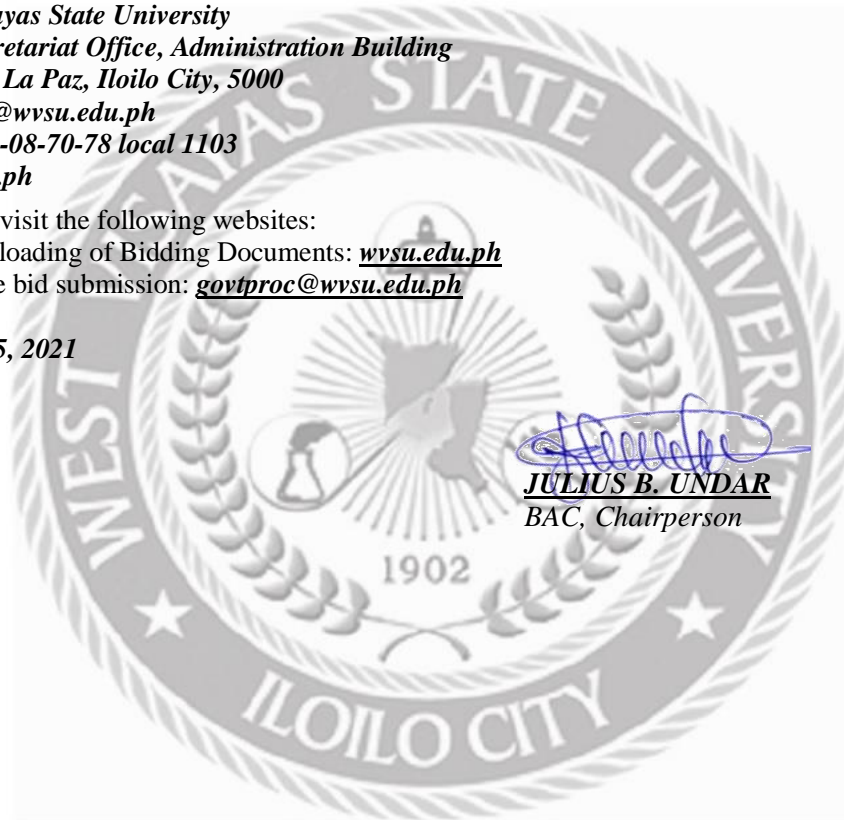 ayas State University
retariat Office, Administration Building
La Paz, Iloilo City, 5000
@wvsu.edu.ph
-08-70-78 local 1103
.ph
visit the following websites:
loading of Bidding Documents: wvsu.edu.ph
e bid submission: govtproc@wvsu.edu.ph
5, 2021
JULIUS B. UNDAR
BAC, Chairperson
WEST VISAYAS STATE UNIVERSITY
1902
ILOILO CITY